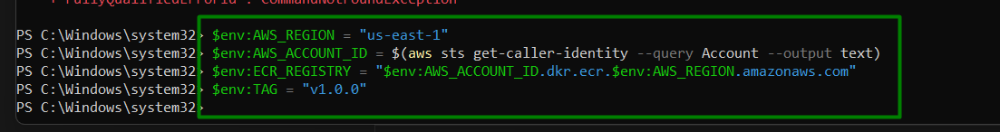 + FullyQualifiedErrorId : CommandNotFoundException
PS C:\Windows\system32> $env:AWS_REGION = "us-east-1"
PS C:\Windows\system32> $env:AWS_ACCOUNT_ID = $(aws sts get-caller-identity --query Account --output text)
PS C:\Windows\system32> $env:ECR_REGISTRY = "$env:AWS_ACCOUNT_ID.dkr.ecr.$env:AWS_REGION.amazonaws.com"
PS C:\Windows\system32> $env:TAG = "v1.0.0"
PS C:\Windows\system32>